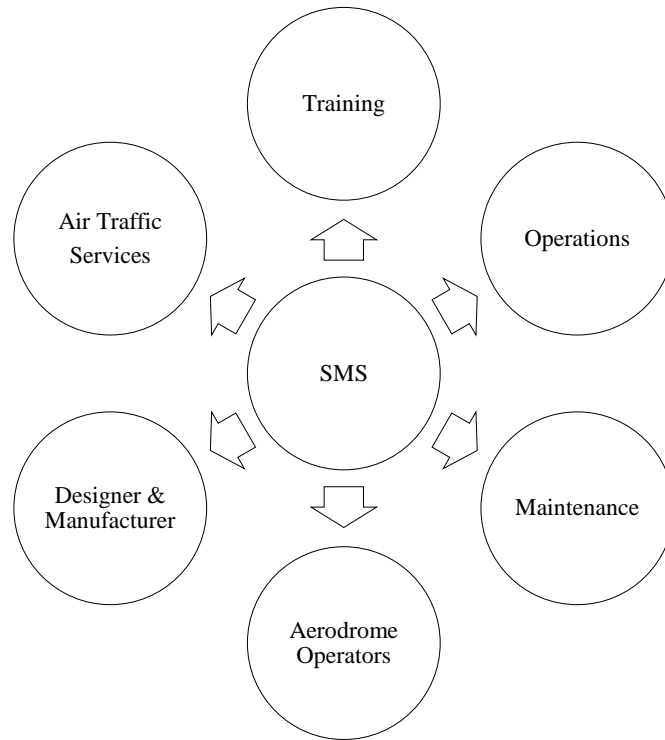 Training
Air Traffic
Services
Operations
SMS
Designer &
Manufacturer
Maintenance
Aerodrome
Operators